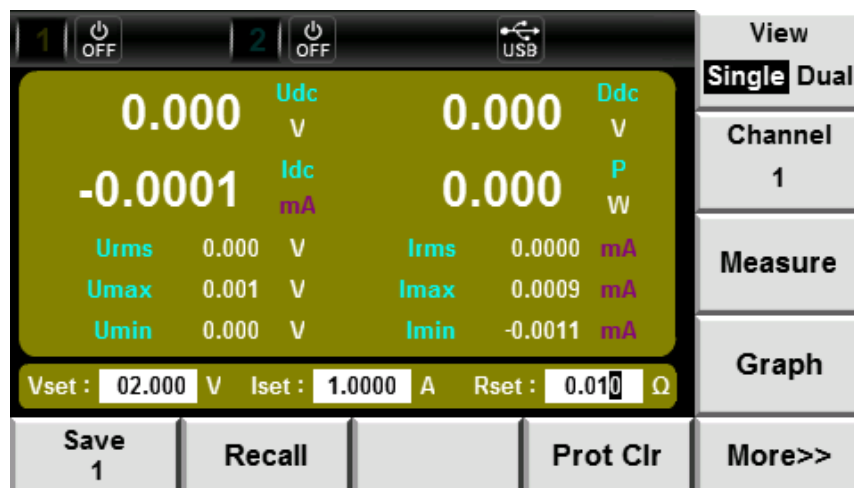 1 OFF 2 OFF USB
View
Single Dual
0.000 Udc V 0.000 Ddc V
Channel
1
-0.0001 Idc mA 0.000 P W
Urms 0.000 V Irms 0.0000 mA
Measure
Umax 0.001 V Imax 0.0009 mA
Umin 0.000 V Imin -0.0011 mA
Graph
Vset : 02.000 V Iset : 1.0000 A Rset : 0.010 Ω
Save
1
Recall
Prot Clr
More>>